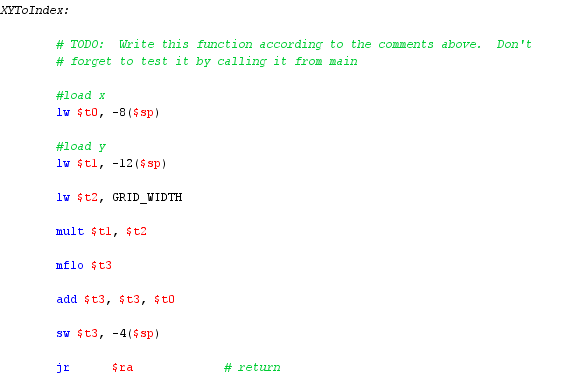 XYToIndex:
# TODO:  Write this function according to the comments above.  Don't
# forget to test it by calling it from main
#load x
lw $t0, -8($sp)
#load y
lw $t1, -12($sp)
lw $t2, GRID_WIDTH
mult $t1, $t2
mflo $t3
add $t3, $t3, $t0
sw $t3, -4($sp)
jr      $ra             # return